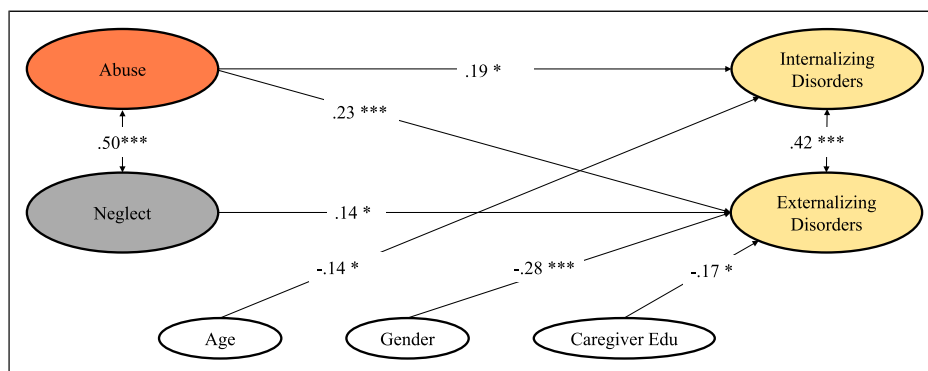 Abuse
.19 *
Internalizing
Disorders
.23 ***
.50***
.42 ***
Neglect
.14 *
Externalizing
Disorders
-.14 *
-.28 ***
-.17 *
Age
Gender
Caregiver Edu